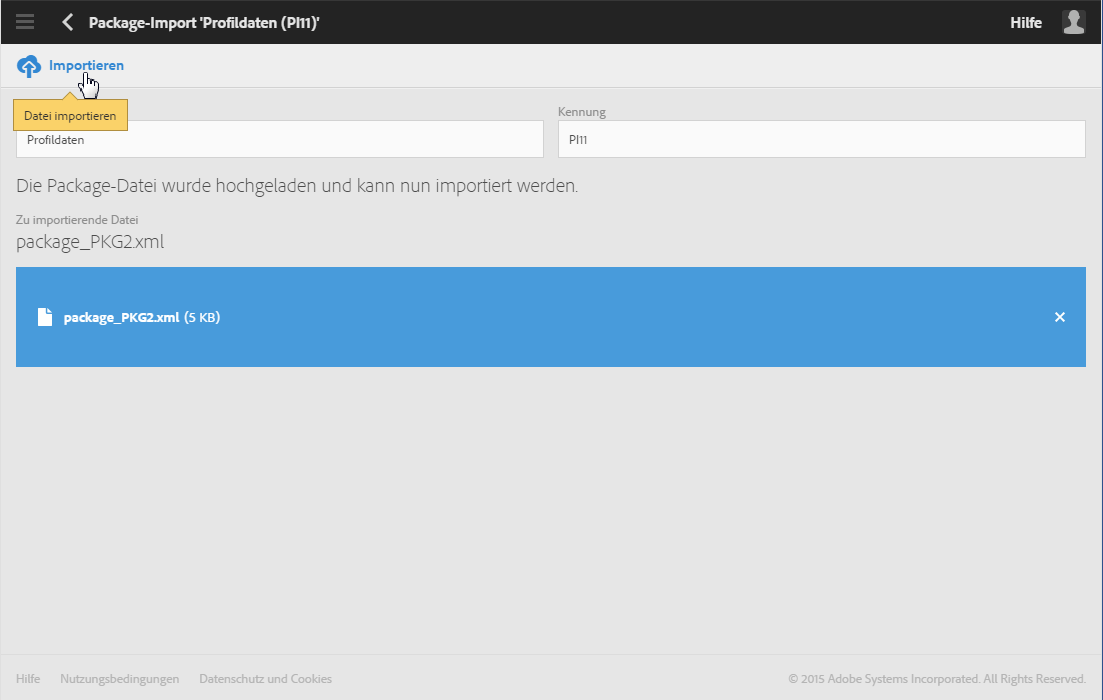 Package-Import 'Profildaten (PI11)'
Hilfe
Importieren
Datei importieren
Kennung
Profildaten
PI11
Die Package-Datei wurde hochgeladen und kann nun importiert werden.
Zu importierende Datei
package_PKG2.xml
package_PKG2.xml (5 KB)
Hilfe Nutzungsbedingungen Datenschutz und Cookies © 2015 Adobe Systems Incorporated. All Rights Reserved.